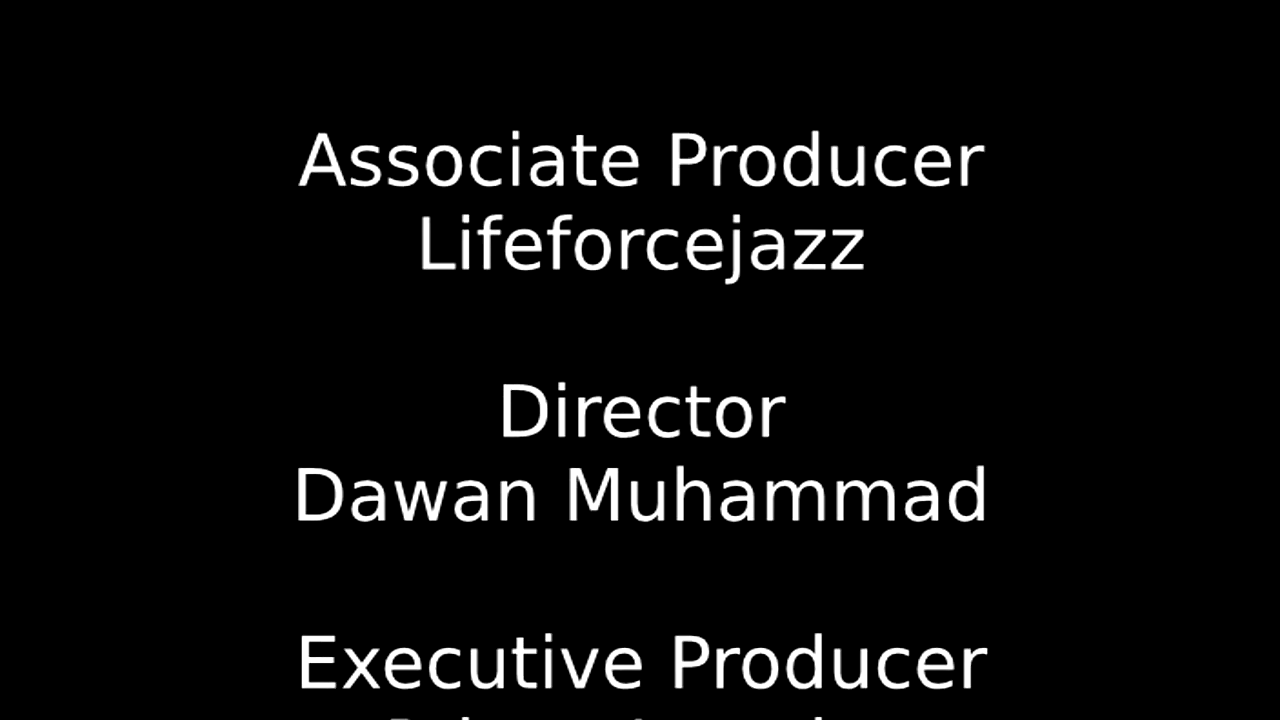 Associate Producer
Lifeforcejazz
Director
Dawan Muhammad
Executive Producer